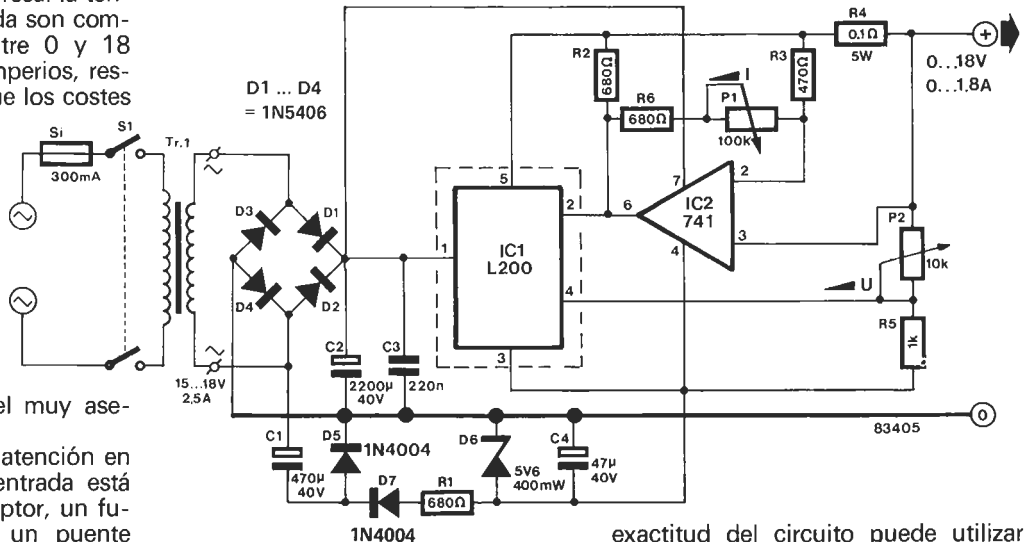 da son com-
tre 0 y 18
mperios, res-
ue los costes
D1 ... D4
= 1N5406
Si
300mA
S1
Tr.1
D3
D1
D4
D2
15...18V
2,5A
C1
470µ
40V
C2
2200µ
40V
C3
220n
D5
1N4004
D7
1N4004
R1
680Ω
D6
5V6
400mW
C4
47µ
40V
1
5
IC1
L200
2
4
3
R2
680Ω
R6
680Ω
I
P1
100k
R3
470Ω
R4
0.1Ω
5W
+
0...18V
0...1,8A
6
7
2
IC2
741
3
4
P2
10k
U
R5
1k
0
83405
el muy ase-
atención en
entrada está
ptor, un fu-
un puente
exactitud del circuito puede utilizar